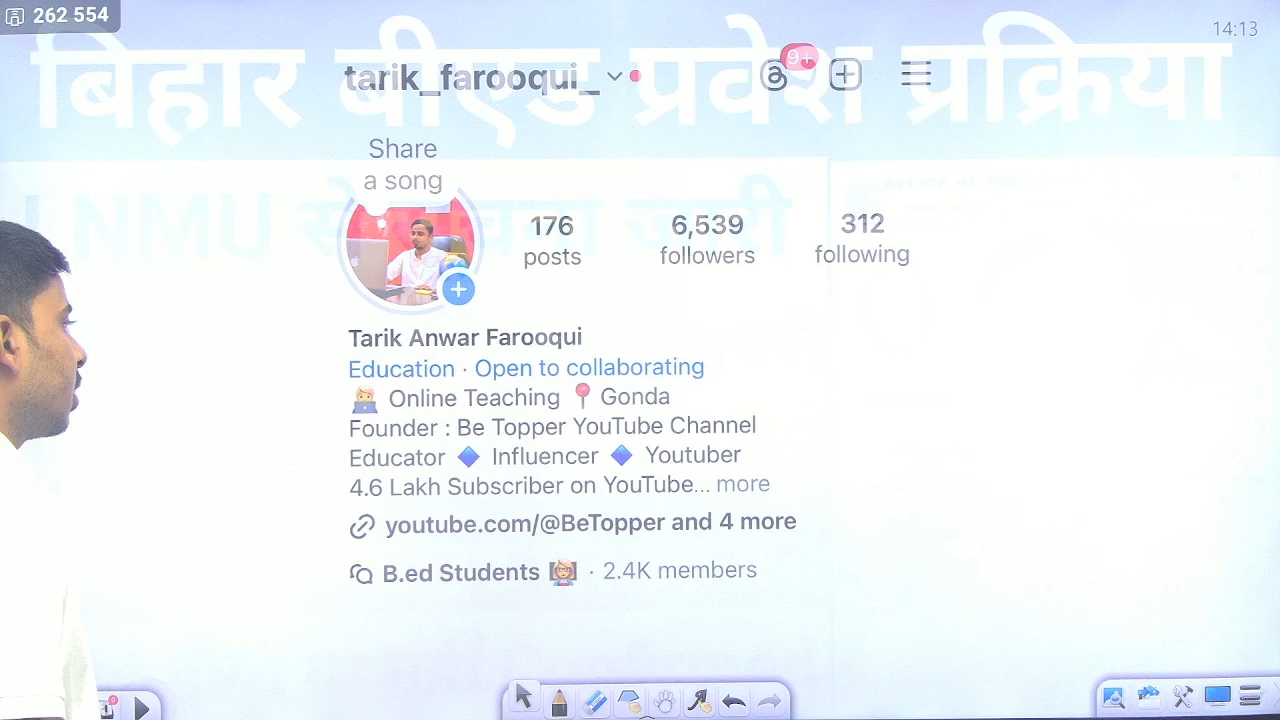 262 554
14:13
बिहार बीएड प्रवेश प्रक्रिया
tarik_farooqui_
9+
Share
a song
LNMU
176
posts
6,539
followers
312
following
Tarik Anwar Farooqui
Education · Open to collaborating
👩🏼‍💻 Online Teaching 📍 Gonda
Founder : Be Topper YouTube Channel
Educator 🔷 Influencer 🔷 Youtuber
4.6 Lakh Subscriber on YouTube... more
youtube.com/@BeTopper and 4 more
B.ed Students 👩🏼‍🏫 · 2.4K members